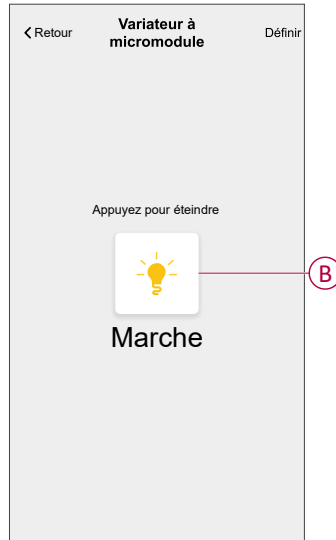 Retour
Variateur à
micromodule
Définir
Appuyez pour éteindre
B
Marche